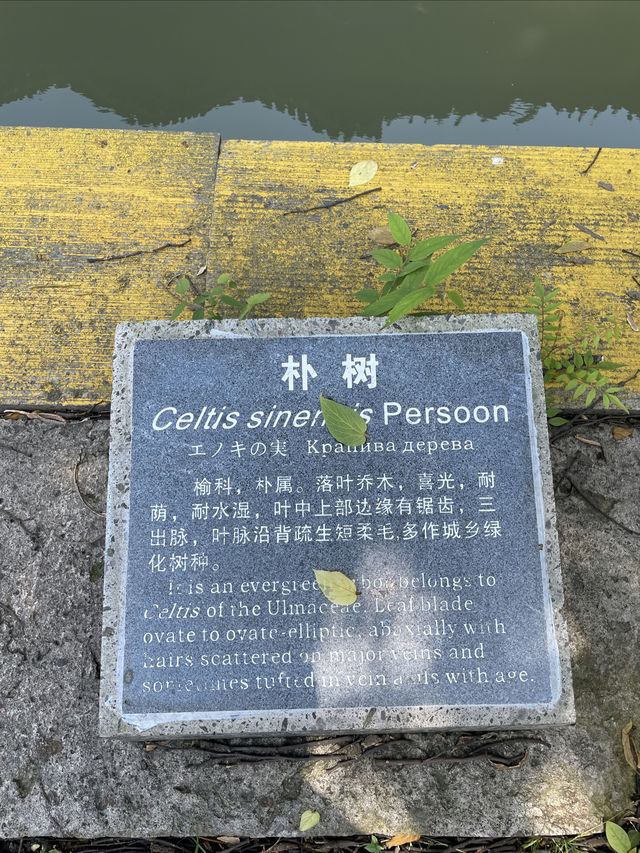 朴树
Celtis sinensis Persoon
エノキの実 Крапива дерева
榆科，朴属。落叶乔木，喜光，耐
荫，耐水湿，叶中上部边缘有锯齿，三
出脉，叶脉沿背疏生短柔毛,多作城乡绿
化树种。
It is an evergreen arbor belongs to
Celtis of the Ulmaceae. Leaf blade
ovate to ovate-elliptic, abaxially with
hairs scattered on major veins and
sometimes tufted in vein axils with age.